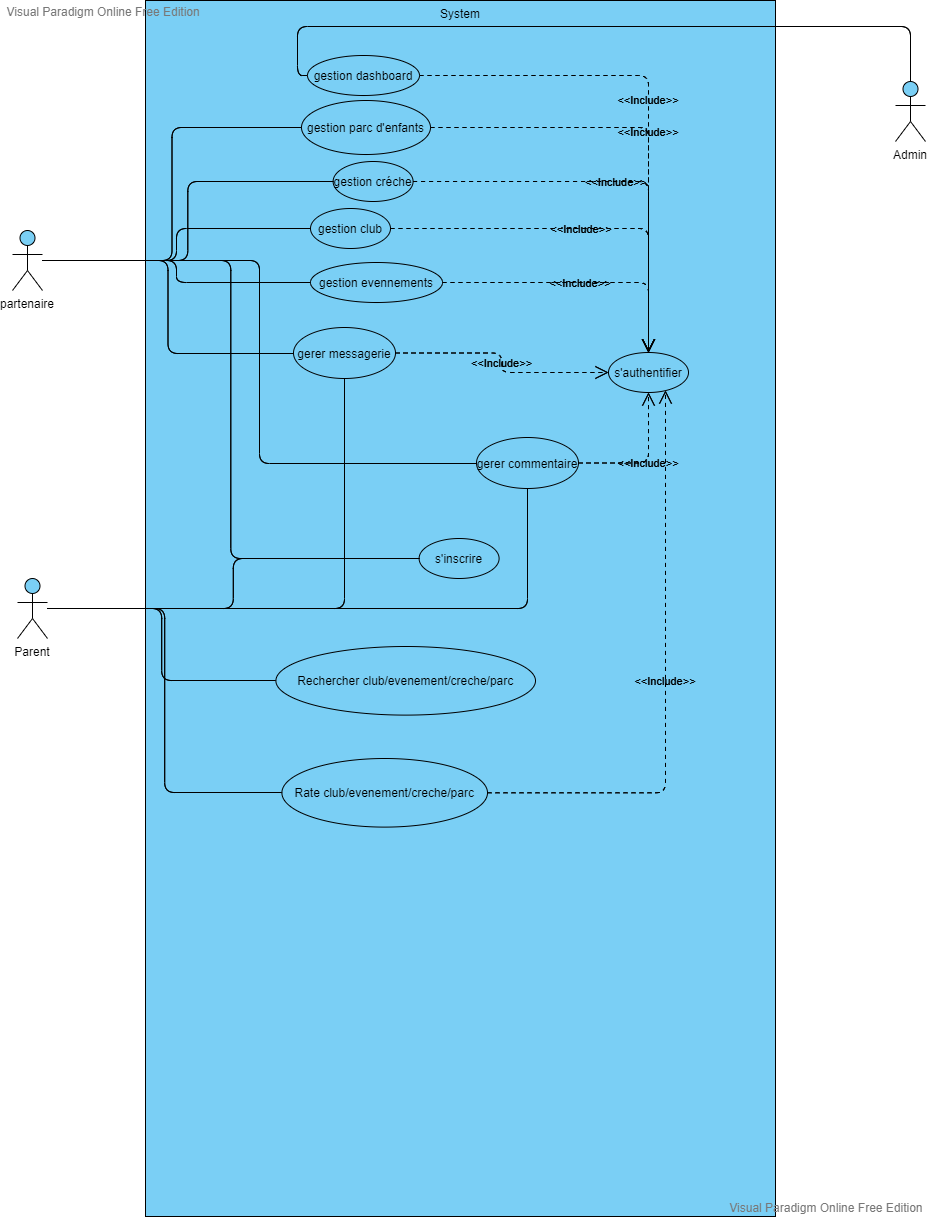 Visual Paradigm Online Free Edition
System
gestion dashboard
<<Include>>
gestion parc d'enfants
<<Include>>
Admin
gestion créche
<<Include>>
gestion club
<<Include>>
gestion evennements
<<Include>>
partenaire
gerer messagerie
<<Include>>
s'authentifier
gerer commentaire
<<Include>>
s'inscrire
Parent
Rechercher club/evenement/creche/parc
<<Include>>
Rate club/evenement/creche/parc
Visual Paradigm Online Free Edition